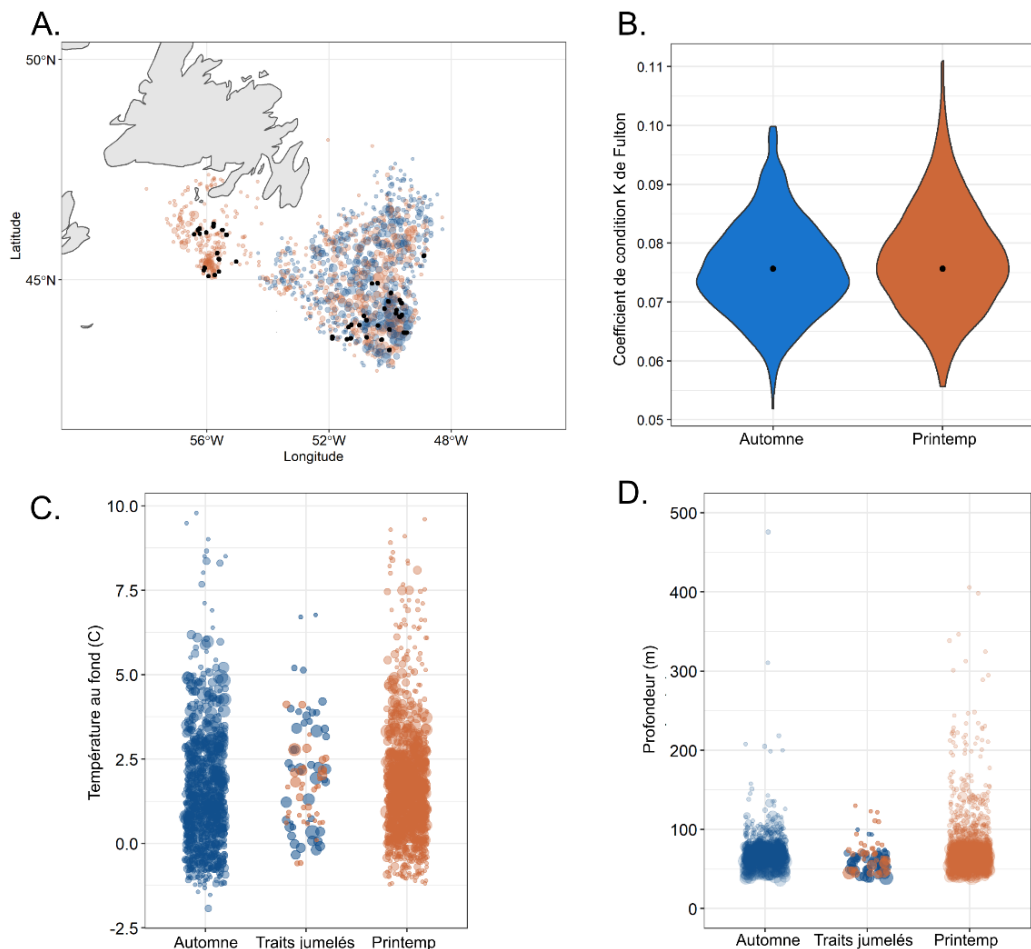 A.
50°N
45°N
Latitude
56°W
52°W
48°W
Longitude
B.
0.11
0.10
0.09
0.08
0.07
0.06
0.05
Coefficient de condition K de Fulton
Automne
Printemp
C.
10.0
7.5
5.0
2.5
0.0
-2.5
Température au fond (C)
Automne
Traits jumelés
Printemp
D.
500
400
300
200
100
0
Profondeur (m)
Automne
Traits jumelés
Printemp